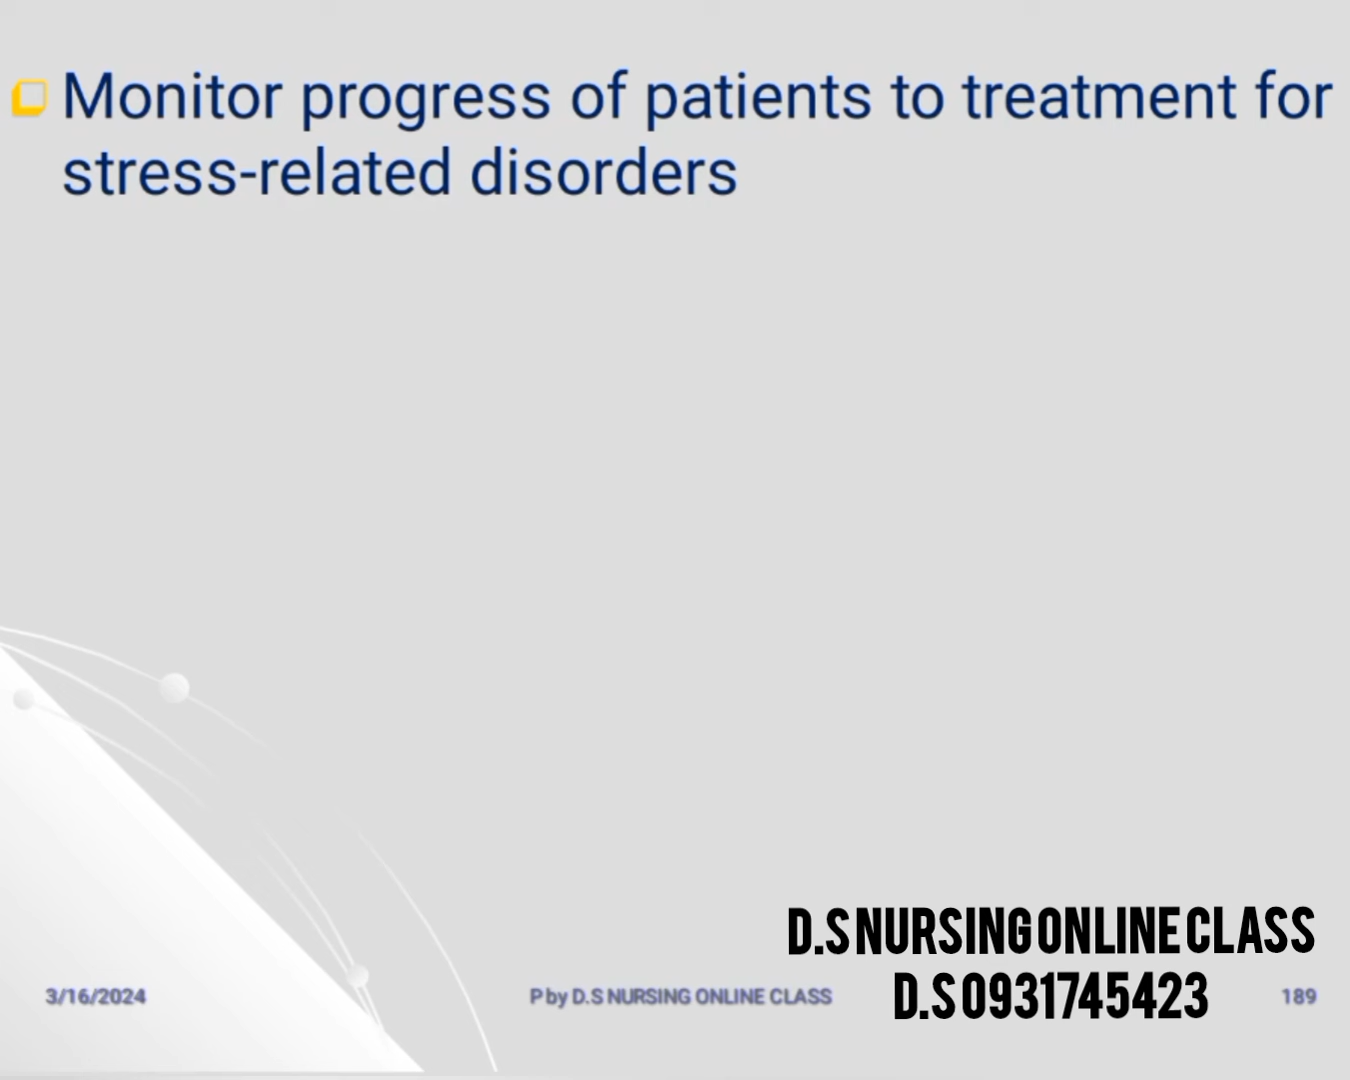 Monitor progress of patients to treatment for
stress-related disorders
D.S NURSING ONLINE CLASS
D.S 0931745423
3/16/2024
P by D.S NURSING ONLINE CLASS
189